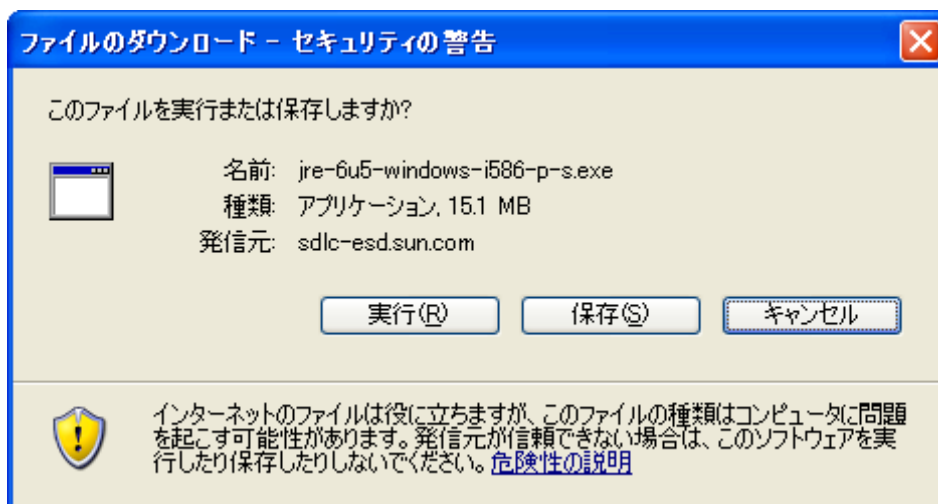 ファイルのダウンロード - セキュリティの警告
このファイルを実行または保存しますか?
名前: jre-6u5-windows-i586-p-s.exe
種類: アプリケーション, 15.1 MB
発信元: sdlc-esd.sun.com
実行(R) 保存(S) キャンセル
インターネットのファイルは役に立ちますが、このファイルの種類はコンピュータに問題
を起こす可能性があります。発信元が信頼できない場合は、このソフトウェアを実
行したり保存したりしないでください。危険性の説明